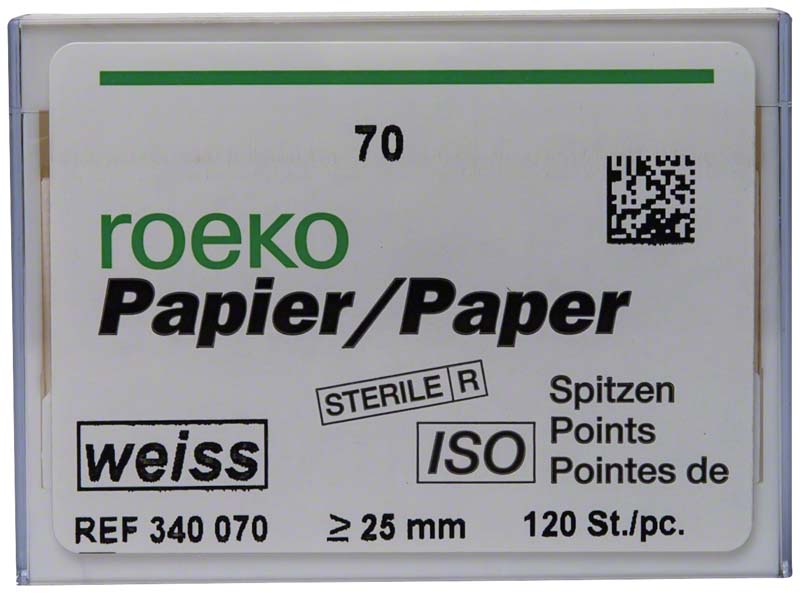 70
roeko
Papier/Paper
STERILE R
weiss
ISO
Spitzen
Points
Pointes de
REF 340 070
≥ 25 mm
120 St./pc.